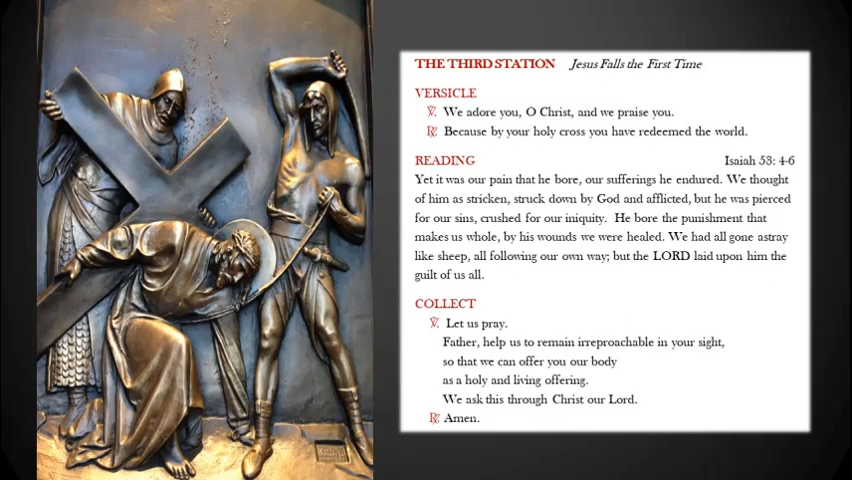 THE THIRD STATION Jesus Falls the First Time
VERSICLE
℣. We adore you, O Christ, and we praise you.
℟. Because by your holy cross you have redeemed the world.
READING Isaiah 53: 4-6
Yet it was our pain that he bore, our sufferings he endured. We thought
of him as stricken, struck down by God and afflicted, but he was pierced
for our sins, crushed for our iniquity. He bore the punishment that
makes us whole, by his wounds we were healed. We had all gone astray
like sheep, all following our own way; but the LORD laid upon him the
guilt of us all.
COLLECT
℣. Let us pray.
Father, help us to remain irreproachable in your sight,
so that we can offer you our body
as a holy and living offering.
We ask this through Christ our Lord.
℟. Amen.